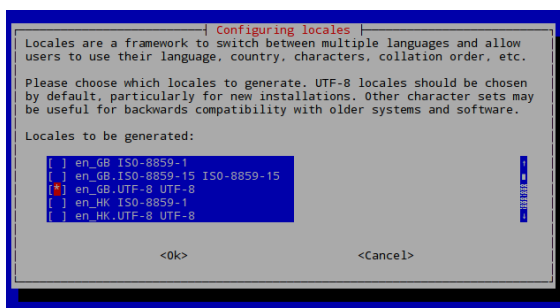 Configuring locales
Locales are a framework to switch between multiple languages and allow
users to use their language, country, characters, collation order, etc.
Please choose which locales to generate. UTF-8 locales should be chosen
by default, particularly for new installations. Other character sets may
be useful for backwards compatibility with older systems and software.
Locales to be generated:
[ ] en_GB ISO-8859-1
[ ] en_GB.ISO-8859-15 ISO-8859-15
[*] en_GB.UTF-8 UTF-8
[ ] en_HK ISO-8859-1
[ ] en_HK.UTF-8 UTF-8
<Ok> <Cancel>